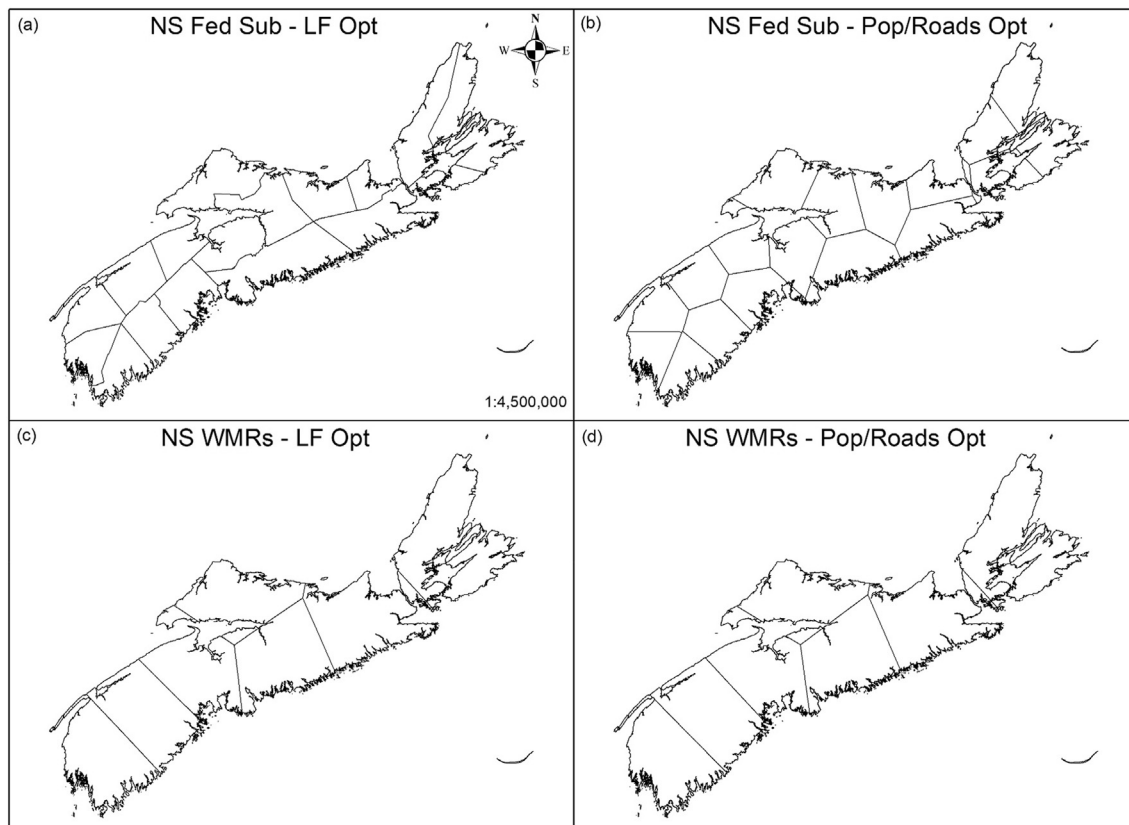 (a)
NS Fed Sub - LF Opt
N
W E
S
1:4,500,000
(b)
NS Fed Sub - Pop/Roads Opt
(c)
NS WMRs - LF Opt
(d)
NS WMRs - Pop/Roads Opt